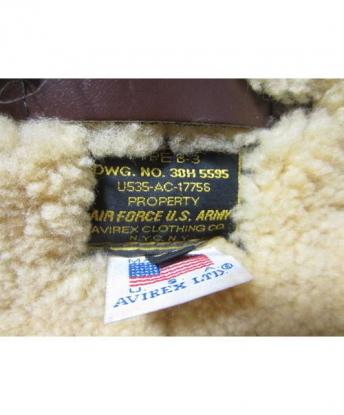 TYPE B-3
DWG. NO. 38H 5595
U535-AC-17756
PROPERTY
AIR FORCE U.S. ARMY
AVIREX CLOTHING CO.
N.Y.C. N.Y.
U S A
AVIREX LTD.®